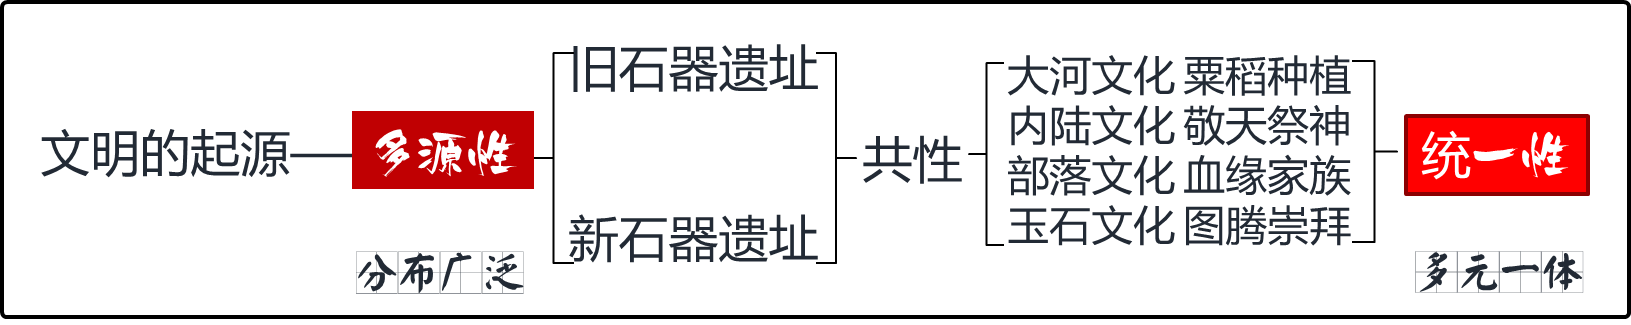 文明的起源
多源性
分布广泛
旧石器遗址
新石器遗址
共性
大河文化 粟稻种植
内陆文化 敬天祭神
部落文化 血缘家族
玉石文化 图腾崇拜
统一性
多元一体